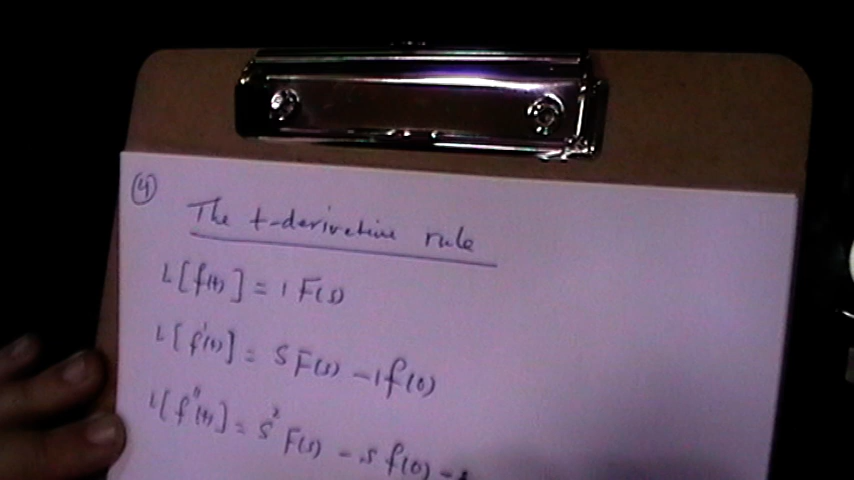 ④
The t-derivative rule
L[f(t)] = 1 F(s)
L[f'(t)] = S F(s) - 1 f(0)
L[f"(t)] = S² F(s) - s f(0) -